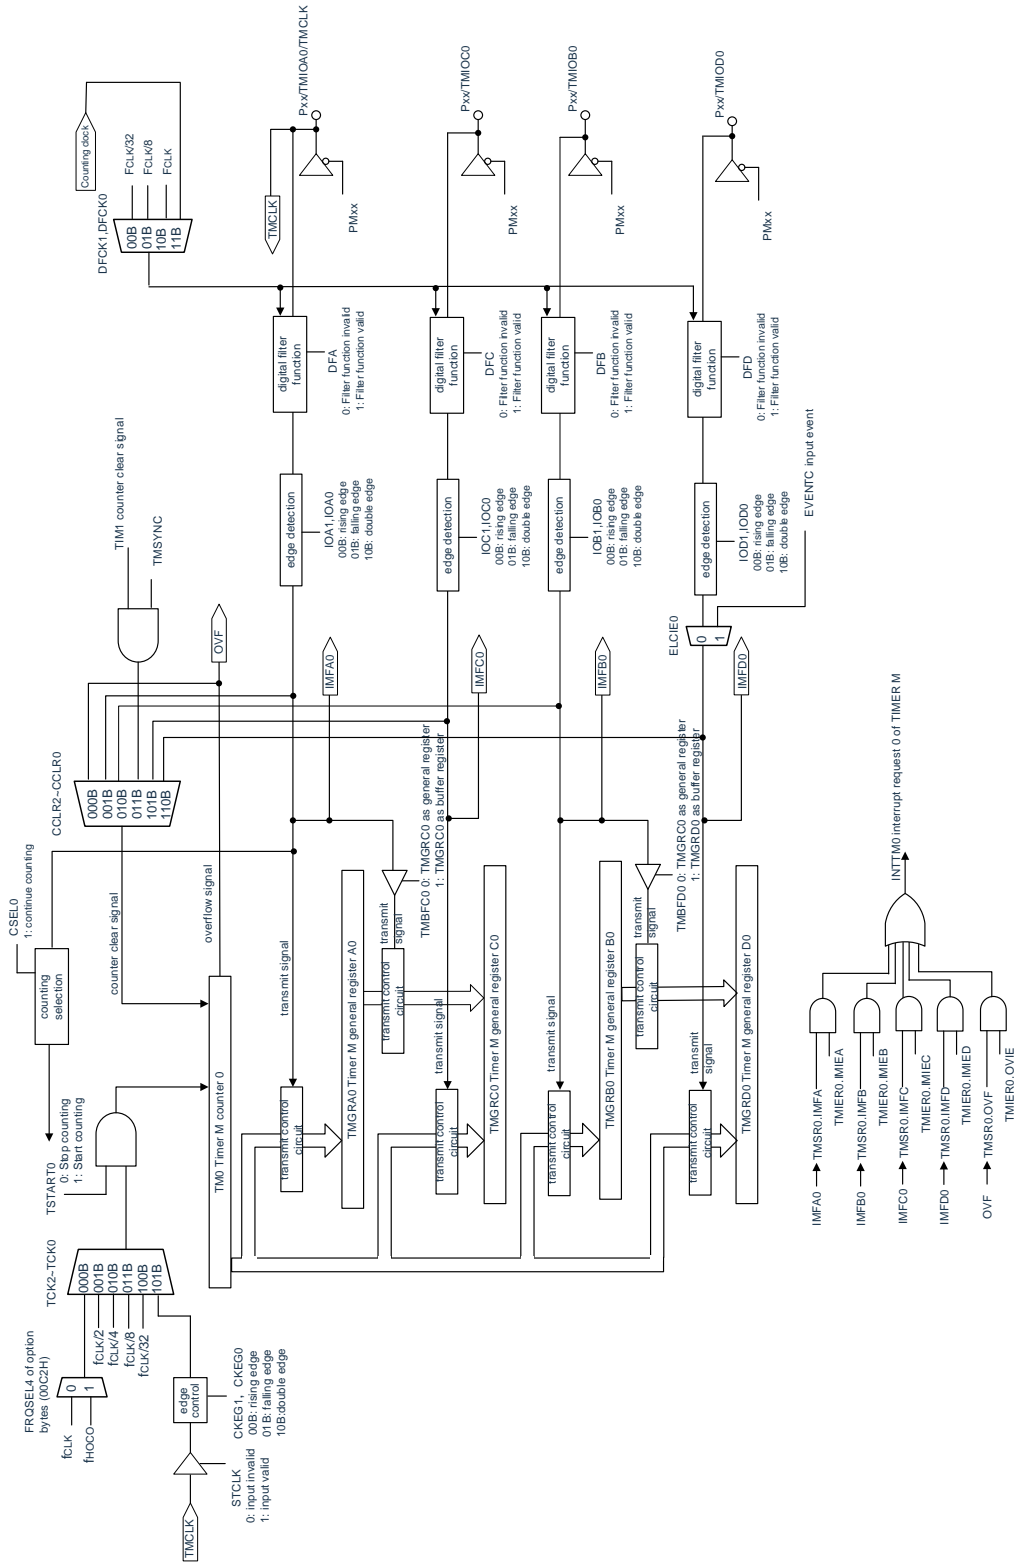 FRQSEL4 of option
bytes (00C2H)
fCLK
fHOCO
0
1
TCK2~TCK0
000B
001B
010B
011B
100B
101B
fCLK/2
fCLK/4
fCLK/8
fCLK/32
TMCLK
STCLK
0: input invalid
1: input valid
edge
control
CKEG1, CKEG0
00B: rising edge
01B: falling edge
10B:double edge
TSTART0
0: Stop counting
1: Start counting
counting
selection
CSEL0
1: continue counting
counter clear signal
overflow signal
TM0 Timer M counter 0
CCLR2~CCLR0
000B
001B
010B
011B
101B
110B
TIM1 counter clear signal
TMSYNC
OVF
DFCK1,DFCK0
00B
01B
10B
11B
Counting clock
FCLK/32
FCLK/8
FCLK
transmit signal
transmit control
circuit
TMGRA0 Timer M general register A0
IMFA0
edge detection
IOA1,IOA0
00B: rising edge
01B: falling edge
10B: double edge
digital filter
function
DFA
0: Filter function invalid
1: Filter function valid
TMCLK
PMxx
Pxx/TMIOA0/TMCLK
transmit
signal
transmit control
circuit
TMBFC0 0: TMGRC0 as general register
1: TMGRC0 as buffer register
transmit signal
transmit control
circuit
TMGRC0 Timer M general register C0
IMFC0
edge detection
IOC1,IOC0
00B: rising edge
01B: falling edge
10B: double edge
digital filter
function
DFC
0: Filter function invalid
1: Filter function valid
PMxx
Pxx/TMIOC0
transmit signal
transmit control
circuit
TMGRB0 Timer M general register B0
IMFB0
edge detection
IOB1,IOB0
00B: rising edge
01B: falling edge
10B: double edge
digital filter
function
DFB
0: Filter function invalid
1: Filter function valid
PMxx
Pxx/TMIOB0
transmit
signal
transmit control
circuit
TMBFD0 0: TMGRC0 as general register
1: TMGRD0 as buffer register
transmit
signal
transmit control
circuit
TMGRD0 Timer M general register D0
IMFD0
ELCIE0
0
1
edge detection
IOD1,IOD0
00B: rising edge
01B: falling edge
10B: double edge
EVENTC input event
digital filter
function
DFD
0: Filter function invalid
1: Filter function valid
PMxx
Pxx/TMIOD0
IMFA0
TMSR0.IMFA
TMIER0.IMIEA
IMFB0
TMSR0.IMFB
TMIER0.IMIEB
IMFC0
TMSR0.IMFC
TMIER0.IMIEC
IMFD0
TMSR0.IMFD
TMIER0.IMIED
OVF
TMSR0.OVF
TMIER0.OVIE
INTTM0 interrupt request 0 of TIMER M